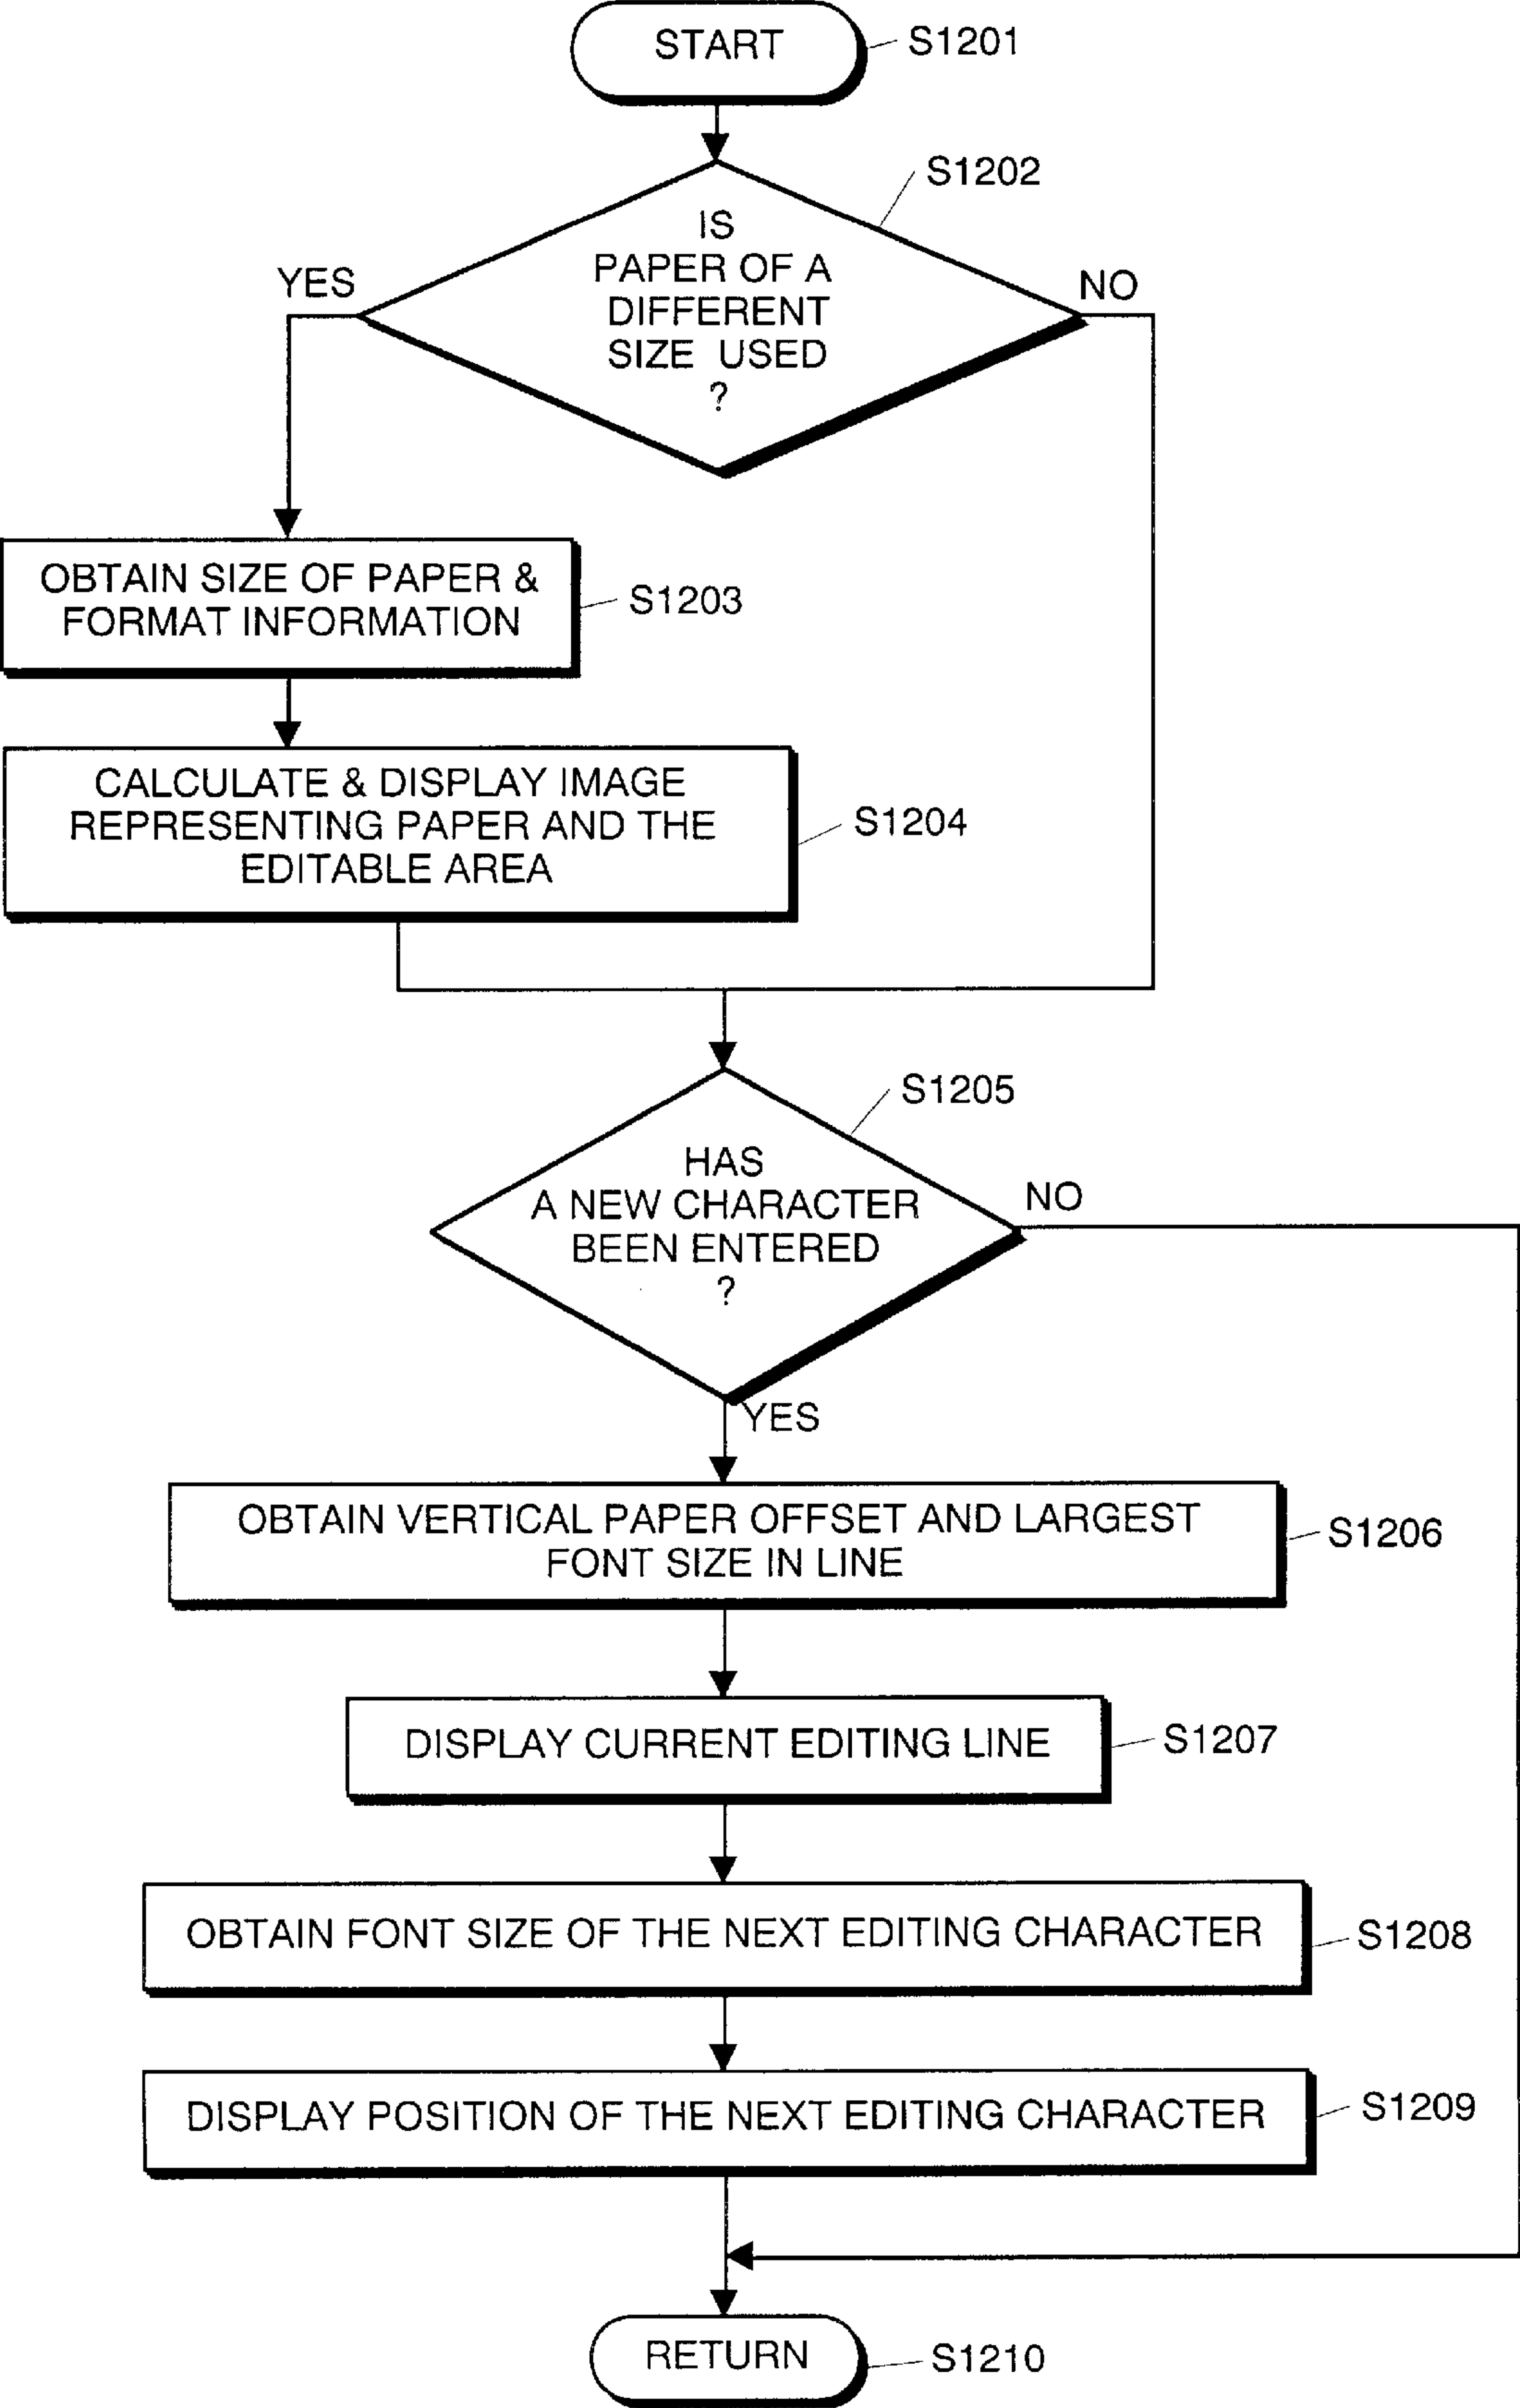 START
S1201
S1202
IS
PAPER OF A
DIFFERENT
SIZE USED
?
YES
NO
OBTAIN SIZE OF PAPER &
FORMAT INFORMATION
S1203
CALCULATE & DISPLAY IMAGE
REPRESENTING PAPER AND THE
EDITABLE AREA
S1204
S1205
HAS
A NEW CHARACTER
BEEN ENTERED
?
NO
YES
OBTAIN VERTICAL PAPER OFFSET AND LARGEST
FONT SIZE IN LINE
S1206
DISPLAY CURRENT EDITING LINE
S1207
OBTAIN FONT SIZE OF THE NEXT EDITING CHARACTER
S1208
DISPLAY POSITION OF THE NEXT EDITING CHARACTER
S1209
RETURN
S1210